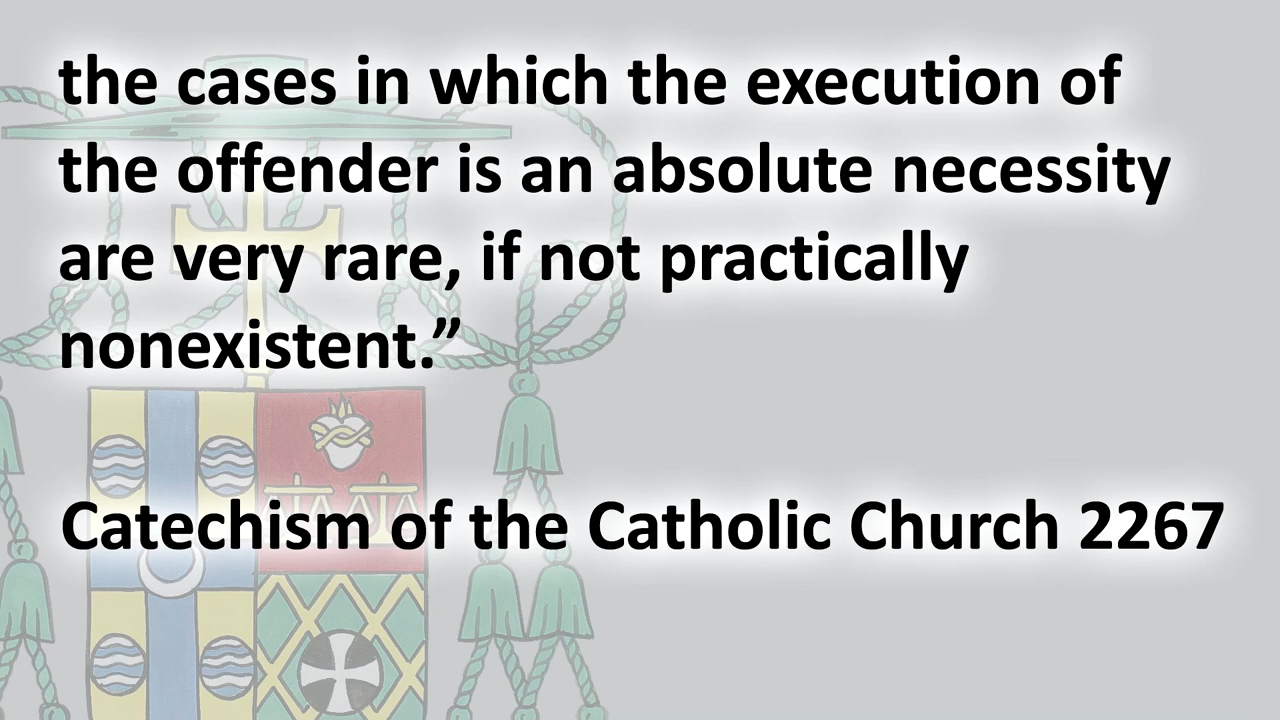 the cases in which the execution of
the offender is an absolute necessity
are very rare, if not practically
nonexistent.”
Catechism of the Catholic Church 2267